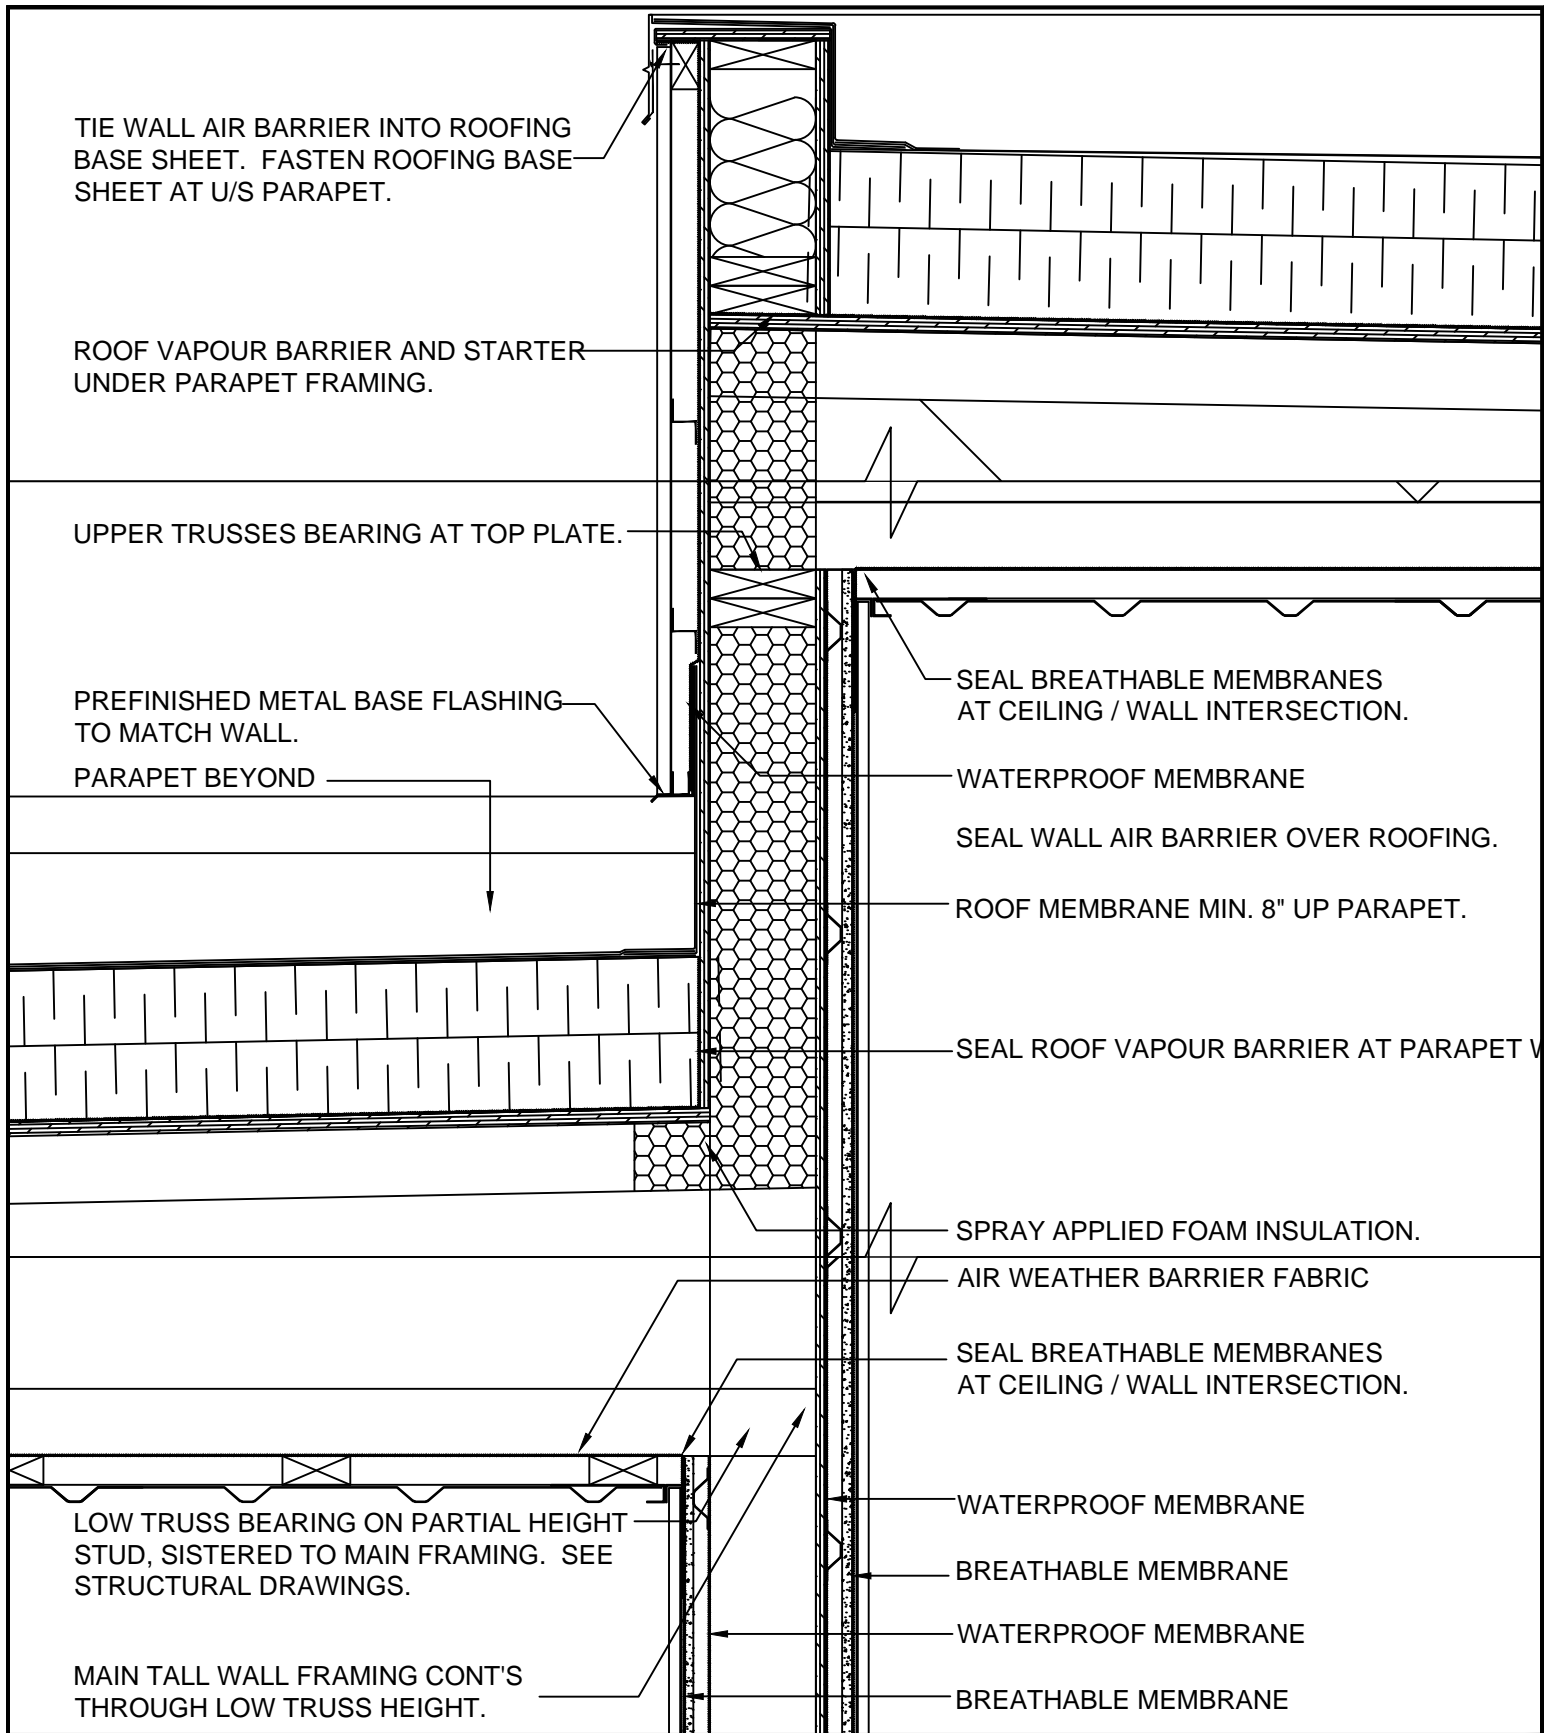 TIE WALL AIR BARRIER INTO ROOFING
BASE SHEET. FASTEN ROOFING BASE
SHEET AT U/S PARAPET.
ROOF VAPOUR BARRIER AND STARTER
UNDER PARAPET FRAMING.
UPPER TRUSSES BEARING AT TOP PLATE.
PREFINISHED METAL BASE FLASHING
TO MATCH WALL.
PARAPET BEYOND
SEAL BREATHABLE MEMBRANES
AT CEILING / WALL INTERSECTION.
WATERPROOF MEMBRANE
SEAL WALL AIR BARRIER OVER ROOFING.
ROOF MEMBRANE MIN. 8" UP PARAPET.
SEAL ROOF VAPOUR BARRIER AT PARAPET
SPRAY APPLIED FOAM INSULATION.
AIR WEATHER BARRIER FABRIC
SEAL BREATHABLE MEMBRANES
AT CEILING / WALL INTERSECTION.
LOW TRUSS BEARING ON PARTIAL HEIGHT
STUD, SISTERED TO MAIN FRAMING. SEE
STRUCTURAL DRAWINGS.
MAIN TALL WALL FRAMING CONT'S
THROUGH LOW TRUSS HEIGHT.
WATERPROOF MEMBRANE
BREATHABLE MEMBRANE
WATERPROOF MEMBRANE
BREATHABLE MEMBRANE